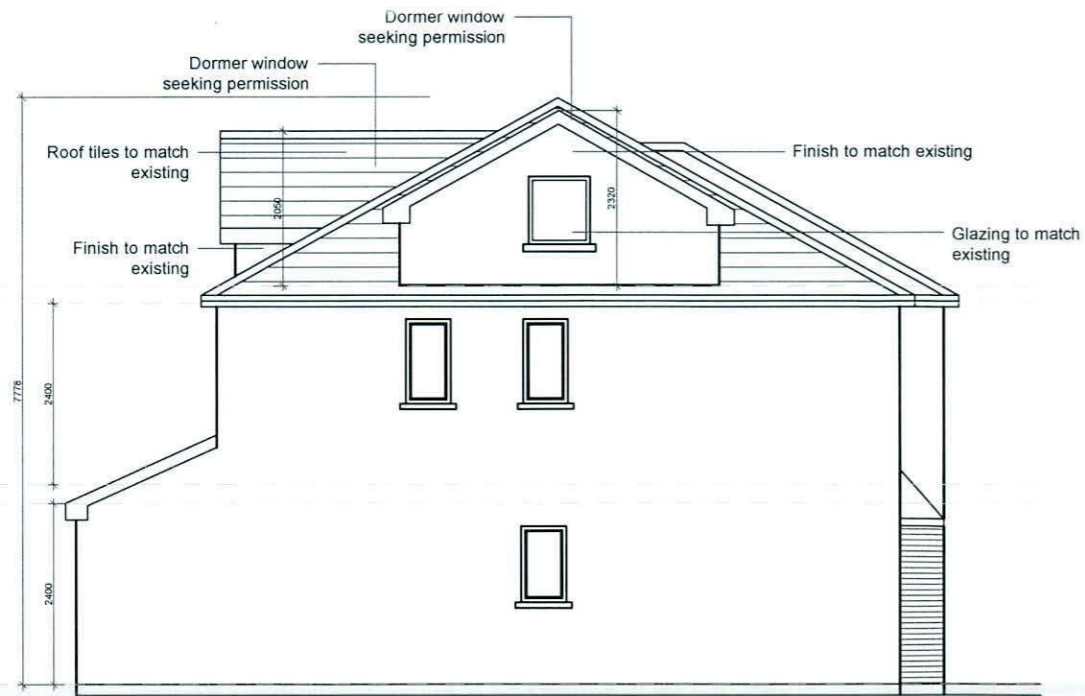 Dormer window
seeking permission
Dormer window
seeking permission
Roof tiles to match
existing
Finish to match existing
Finish to match
existing
Glazing to match
existing
2050
2320
7778
2400
2400